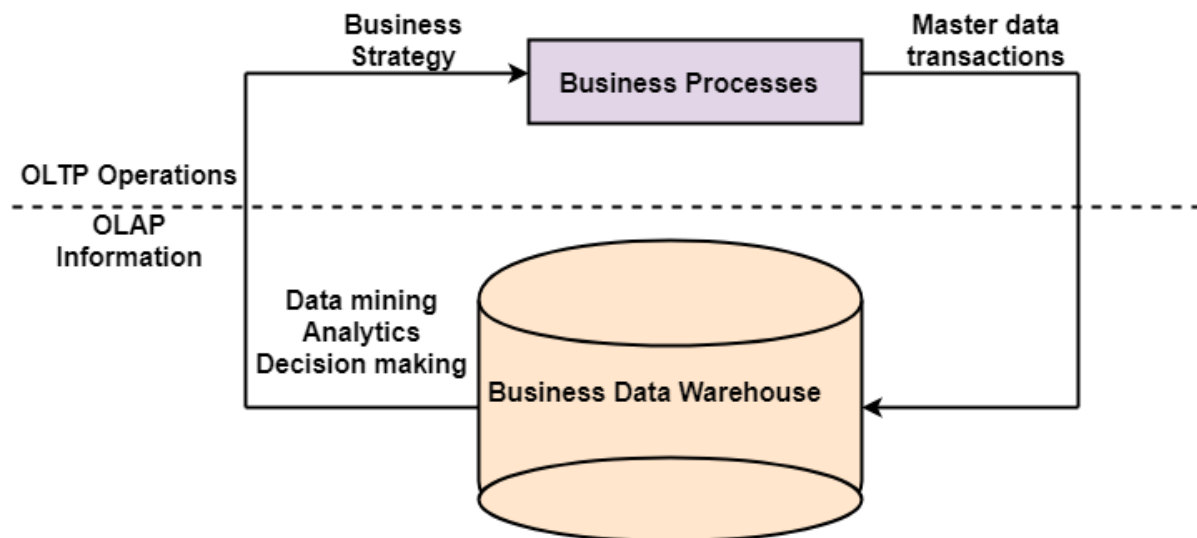 Business
Strategy
Business Processes
Master data
transactions
OLTP Operations
OLAP
Information
Data mining
Analytics
Decision making
Business Data Warehouse